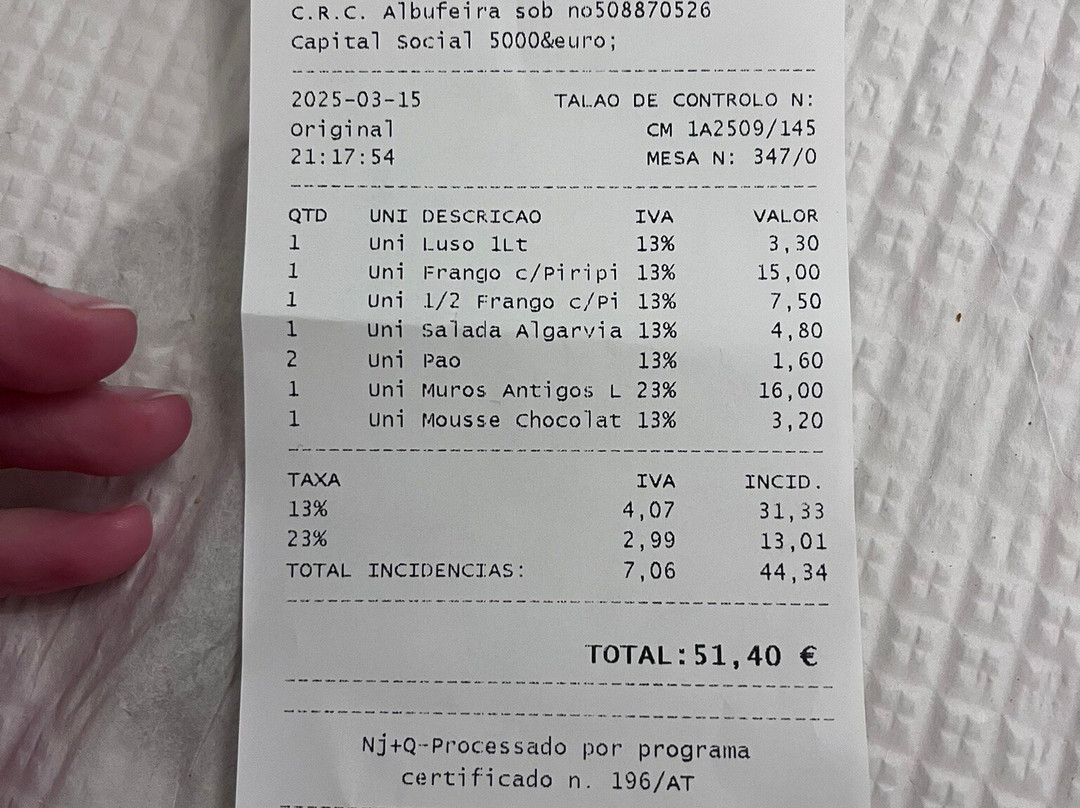 C.R.C. Albufeira sob no508870526
Capital Social 5000&euro;
2025-03-15 TALAO DE CONTROLO N:
Original CM 1A2509/145
21:17:54 MESA N: 347/0
QTD UNI DESCRICAO IVA VALOR
1 Uni Luso 1Lt 13% 3,30
1 Uni Frango c/Piripi 13% 15,00
1 Uni 1/2 Frango c/Pi 13% 7,50
1 Uni Salada Algarvia 13% 4,80
2 Uni Pao 13% 1,60
1 Uni Muros Antigos L 23% 16,00
1 Uni Mousse Chocolat 13% 3,20
TAXA IVA INCID.
13% 4,07 31,33
23% 2,99 13,01
TOTAL INCIDENCIAS: 7,06 44,34
TOTAL:51,40 €
Nj+Q-Processado por programa
certificado n. 196/AT